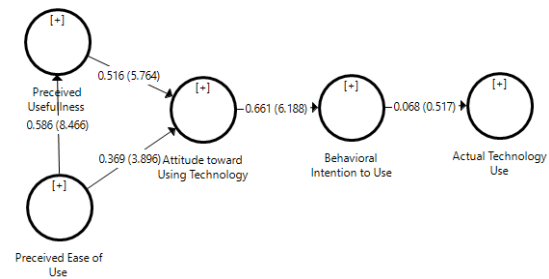 [+]
Perceived
Usefullness
0.516 (5.764)
0.586 (8.466)
0.369 (3.896)
[+]
Attitude toward
Using Technology
0.661 (6.188)
[+]
Behavioral
Intention to Use
0.068 (0.517)
[+]
Actual Technology
Use
[+]
Preceived Ease of
Use